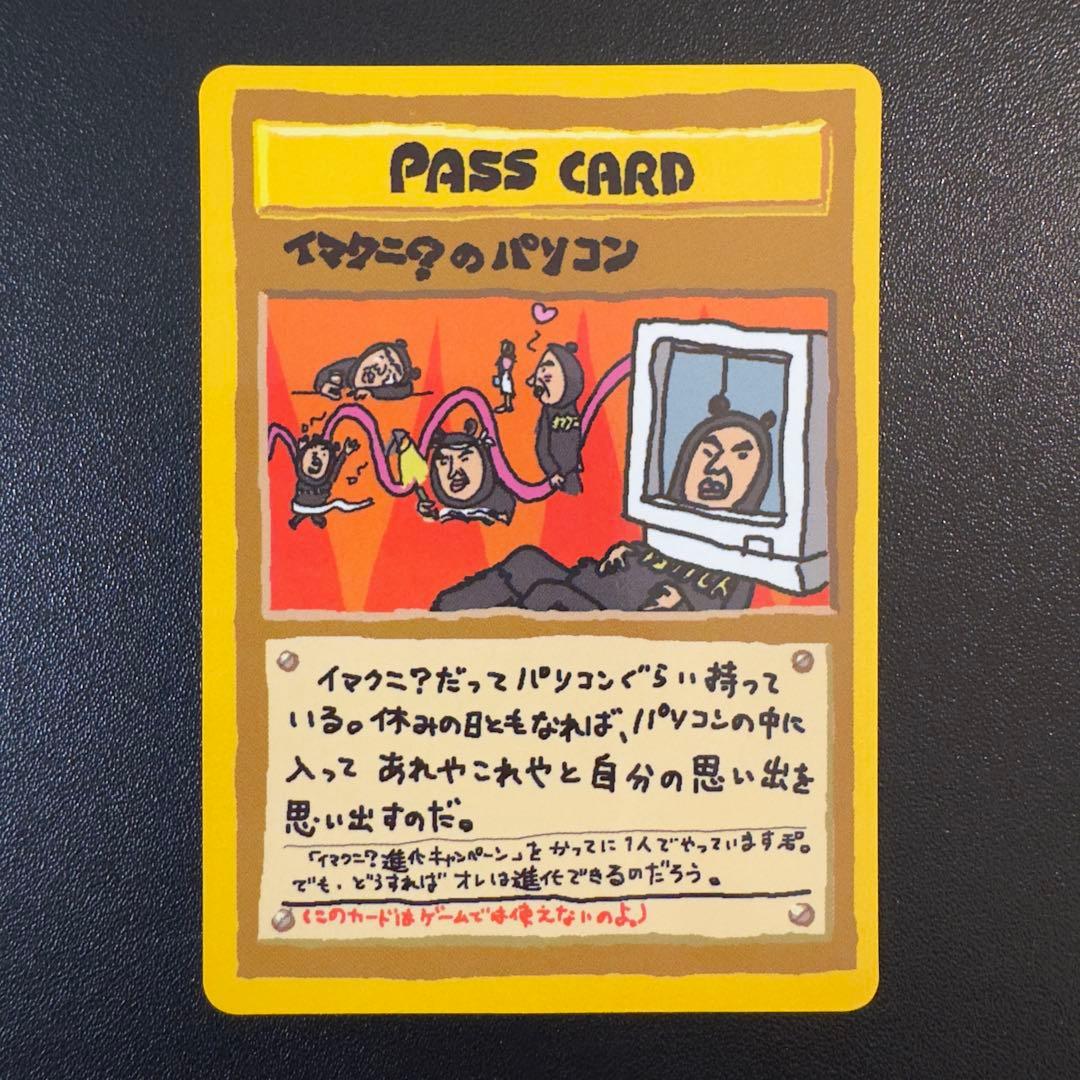 PASS CARD
イマクニ?のパソコン
イマクニ?だってパソコンぐらい持って
いる。休みの日ともなれば、パソコンの中に
入って あれやこれやと自分の思い出を
思い出すのだ。
「イマクニ?進化キャンペーン」を かってに1人でやっていますぞ。
でも、どうすれば オレは進化できるのだろう。
(このカードはゲームでは使えないのよ。)